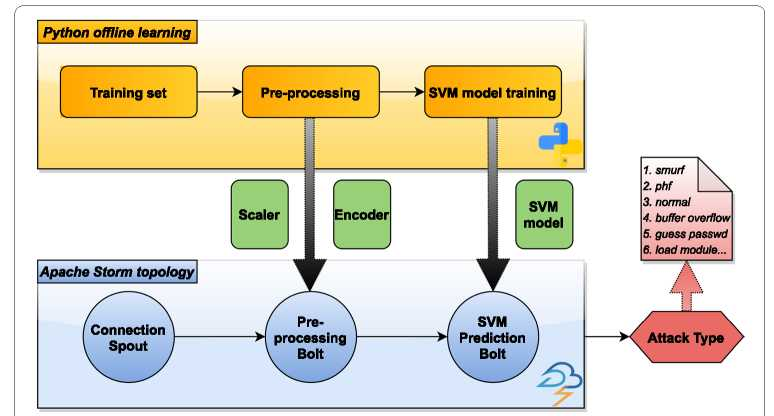 Python offline learning
Training set
Pre-processing
SVM model training
Scaler
Encoder
SVM
model
1. smurf
2. phf
3. normal
4. buffer overflow
5. guess passwd
6. load module...
Apache Storm topology
Connection
Spout
Pre-
processing
Bolt
SVM
Prediction
Bolt
Attack Type